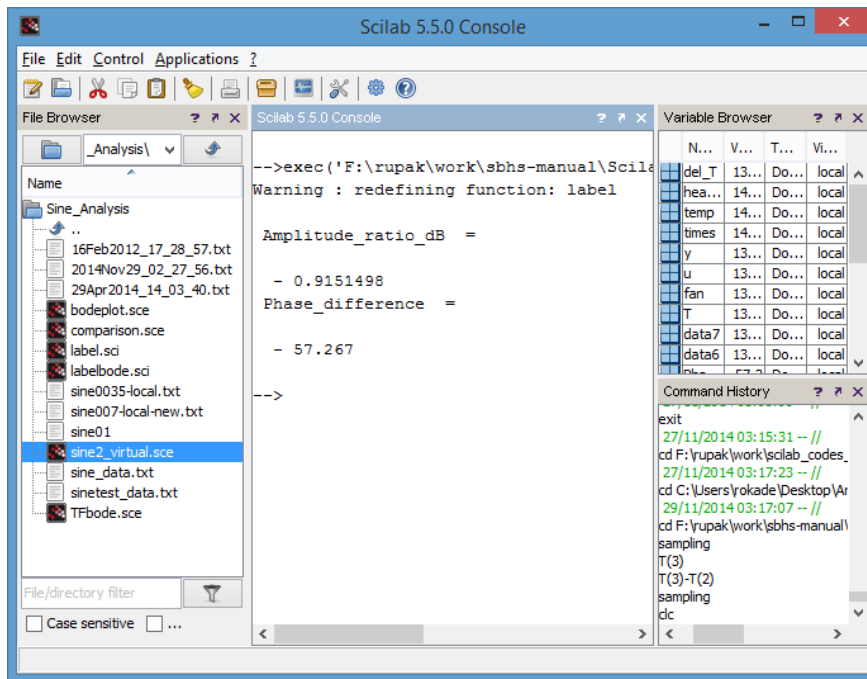 Scilab 5.5.0 Console
File Edit Control Applications ?
File Browser
_Analysis\
Name
Sine_Analysis
..
16Feb2012_17_28_57.txt
2014Nov29_02_27_56.txt
29Apr2014_14_03_40.txt
bodeplot.sce
comparison.sce
label.sci
labelbode.sci
sine0035-local.txt
sine007-local-new.txt
sine01
sine2_virtual.sce
sine_data.txt
sinetest_data.txt
TFbode.sce
File/directory filter
Case sensitive ...
Scilab 5.5.0 Console
-->exec('F:\rupak\work\sbhs-manual\Scila
Warning : redefining function: label
Amplitude_ratio_dB =
- 0.9151498
Phase_difference =
- 57.267
-->
Variable Browser
N... V... T... Vi...
del_T 13... Do... local
hea... 14... Do... local
temp 14... Do... local
times 14... Do... local
y 13... Do... local
u 13... Do... local
fan 13... Do... local
T 13... Do... local
data7 13... Do... local
data6 13... Do... local
Command History
exit
27/11/2014 03:15:31 -- //
cd F:\rupak\work\scilab_codes_
27/11/2014 03:17:23 -- //
cd C:\Users\rokade\Desktop\Ar
29/11/2014 03:17:07 -- //
cd F:\rupak\work\sbhs-manual\
sampling
T(3)
T(3)-T(2)
sampling
clc